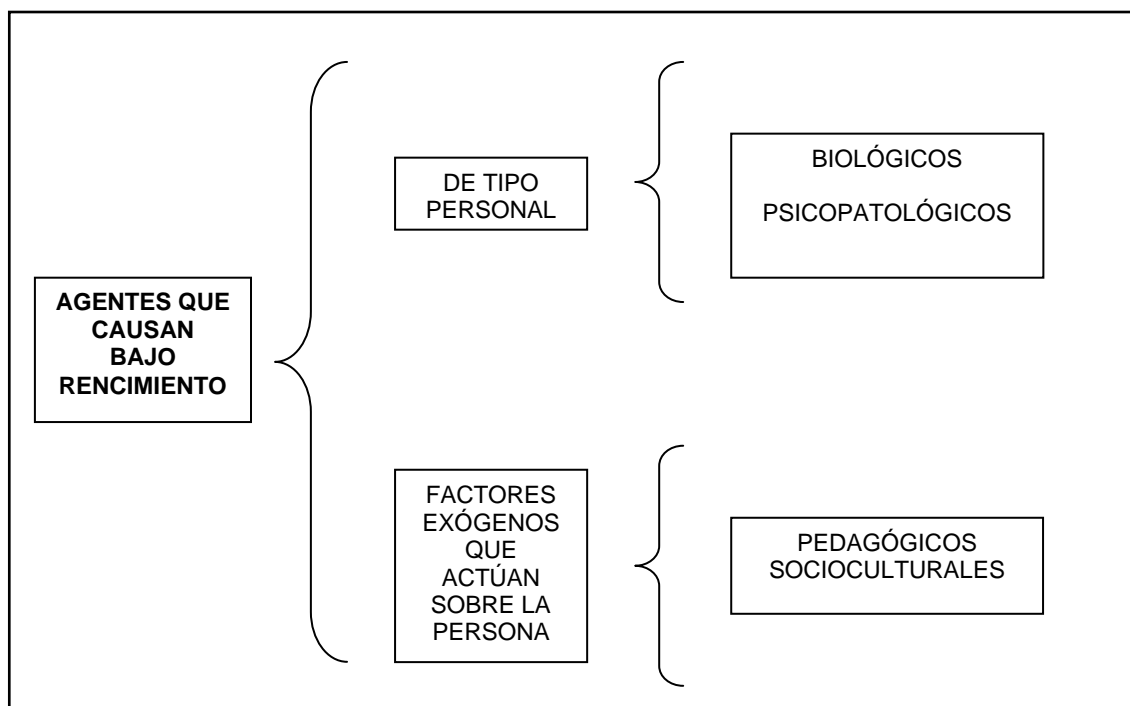 AGENTES QUE
CAUSAN
BAJO
RENCIMIENTO
DE TIPO
PERSONAL
BIOLÓGICOS
PSICOPATOLÓGICOS
FACTORES
EXÓGENOS
QUE
ACTÚAN
SOBRE LA
PERSONA
PEDAGÓGICOS
SOCIOCULTURALES